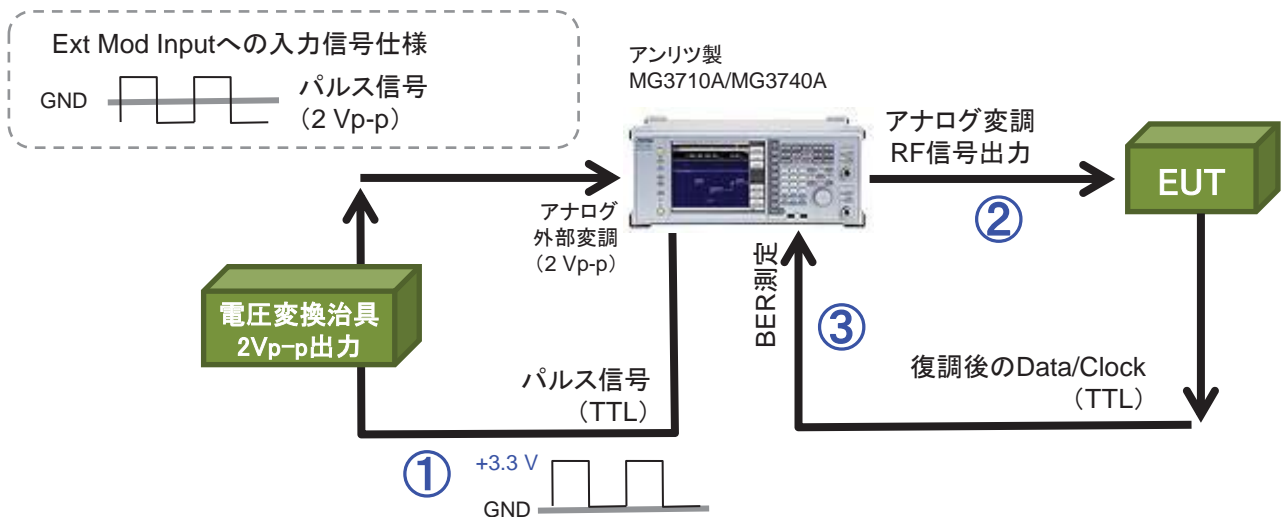 Ext Mod Inputへの入力信号仕様
GND
パルス信号
（2 Vp-p）
アンリツ製
MG3710A/MG3740A
アナログ変調
RF信号出力
②
EUT
アナログ
外部変調
（2 Vp-p）
電圧変換治具
2Vp-p出力
BER測定
③
パルス信号
（TTL）
復調後のData/Clock
（TTL）
①
+3.3 V
GND